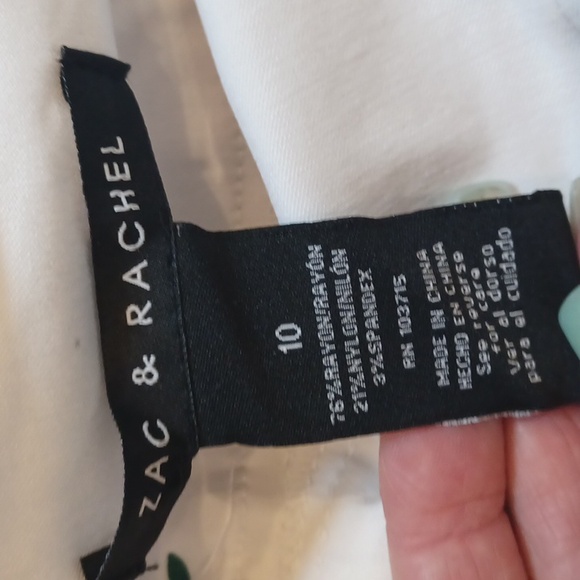 ZAC & RACHEL
10
76%RAYON/RAYÓN
21%NYLON/NILÓN
3%SPANDEX
RN 103715
MADE IN CHINA
HECHO EN CHINA
See reverse
for care
Ver al dorso
para el cuidado